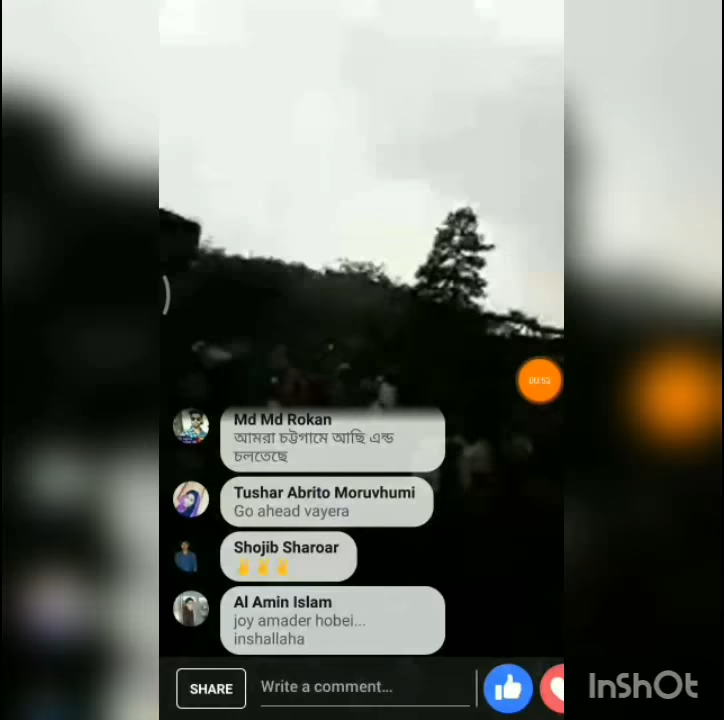 00:52
Md Md Rokan
আমরা চট্টগামে আছি এন্ড
চলতেছে
Tushar Abrito Moruvhumi
Go ahead vayera
Shojib Sharoar
✌✌✌
Al Amin Islam
joy amader hobei...
inshallaha
SHARE
Write a comment...
InShOt